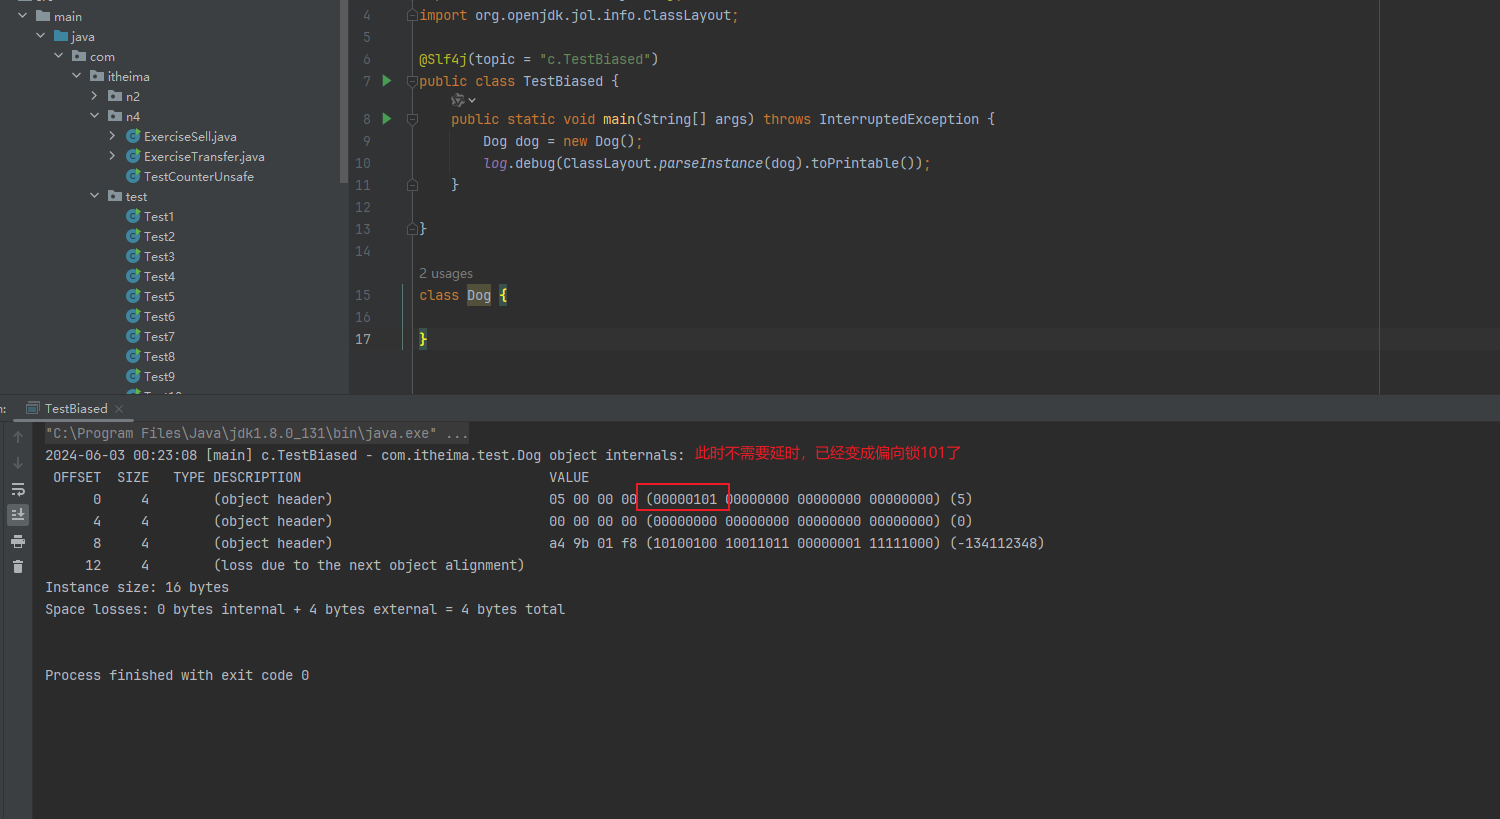 main
java
com
itheima
n2
n4
ExerciseSell.java
ExerciseTransfer.java
TestCounterUnsafe
test
Test1
Test2
Test3
Test4
Test5
Test6
Test7
Test8
Test9
4 import org.openjdk.jol.info.ClassLayout;
5
6 @Slf4j(topic = "c.TestBiased")
7 public class TestBiased {
8 public static void main(String[] args) throws InterruptedException {
9 Dog dog = new Dog();
10 log.debug(ClassLayout.parseInstance(dog).toPrintable());
11 }
12
13 }
14
2 usages
15 class Dog {
16
17 }
TestBiased
"C:\Program Files\Java\jdk1.8.0_131\bin\java.exe" ...
2024-06-03 00:23:08 [main] c.TestBiased - com.itheima.test.Dog object internals: 此时不需要延时，已经变成偏向锁101了
OFFSET SIZE TYPE DESCRIPTION VALUE
0 4 (object header) 05 00 00 00 (00000101 00000000 00000000 00000000) (5)
4 4 (object header) 00 00 00 00 (00000000 00000000 00000000 00000000) (0)
8 4 (object header) a4 9b 01 f8 (10100100 10011011 00000001 11111000) (-134112348)
12 4 (loss due to the next object alignment)
Instance size: 16 bytes
Space losses: 0 bytes internal + 4 bytes external = 4 bytes total
Process finished with exit code 0